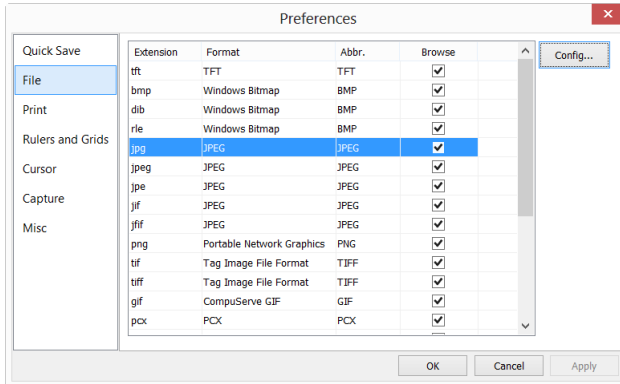 Preferences
Quick Save
File
Print
Rulers and Grids
Cursor
Capture
Misc
Extension Format Abbr. Browse
tft TFT TFT
bmp Windows Bitmap BMP
dib Windows Bitmap BMP
rle Windows Bitmap BMP
jpg JPEG JPEG
jpeg JPEG JPEG
jpe JPEG JPEG
jif JPEG JPEG
jfif JPEG JPEG
png Portable Network Graphics PNG
tif Tag Image File Format TIFF
tiff Tag Image File Format TIFF
gif CompuServe GIF GIF
pcx PCX PCX
Config...
OK Cancel Apply